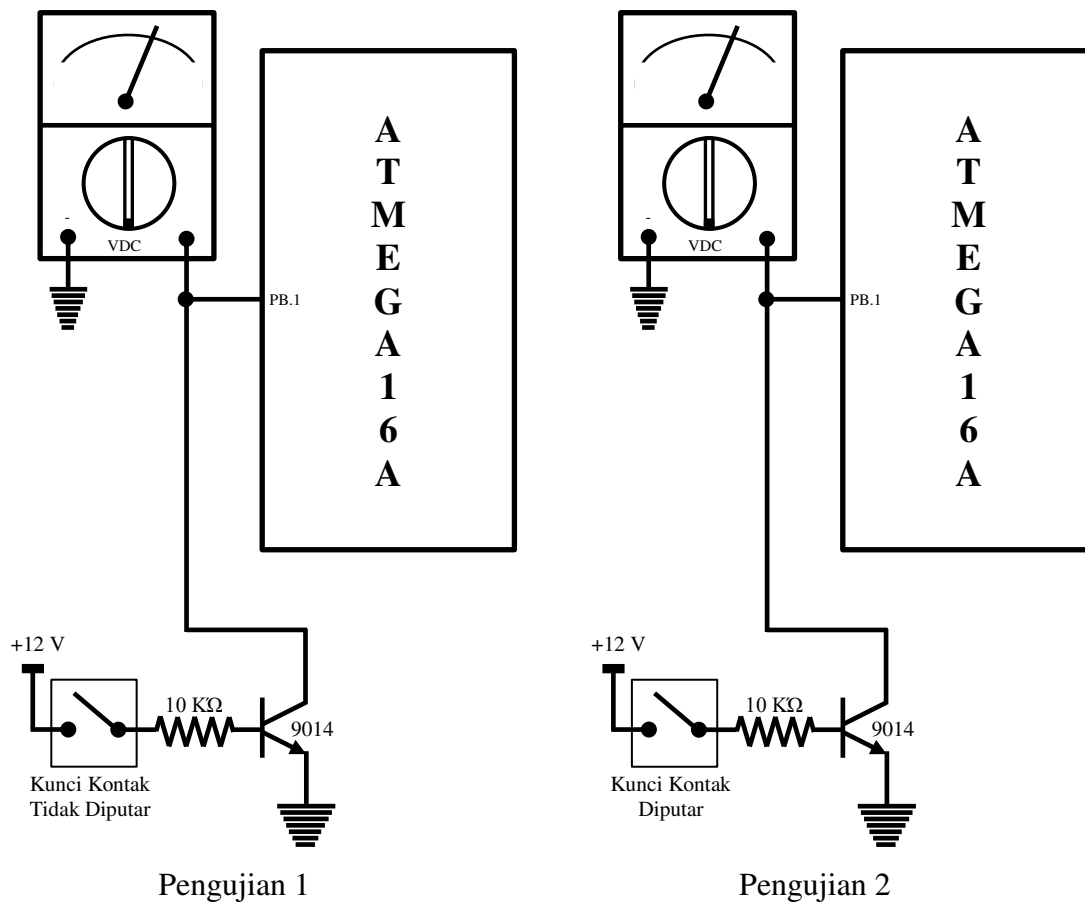 -
VDC
PB.1
A
T
M
E
G
A
1
6
A
+12 V
10 KΩ
9014
Kunci Kontak
Tidak Diputar
Pengujian 1
-
VDC
PB.1
A
T
M
E
G
A
1
6
A
+12 V
10 KΩ
9014
Kunci Kontak
Diputar
Pengujian 2